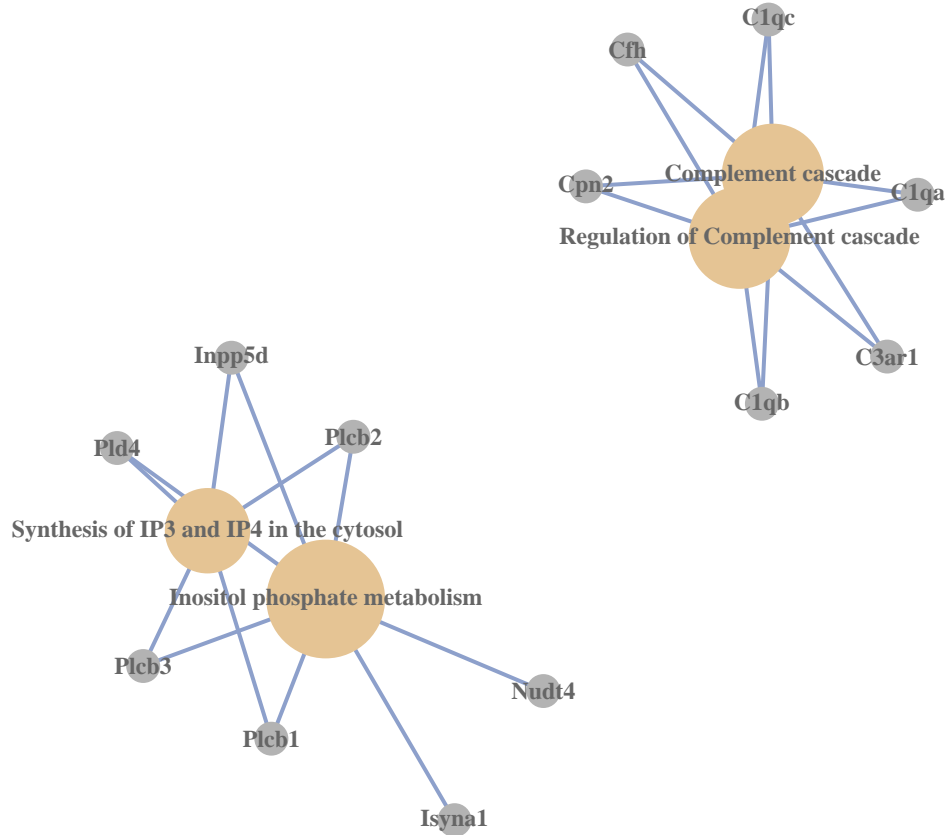 C1qc
Cfh
Complement cascade
Cpn2
C1qa
Regulation of Complement cascade
Inpp5d
C3ar1
C1qb
Plcb2
Pld4
Synthesis of IP3 and IP4 in the cytosol
Inositol phosphate metabolism
Plcb3
Nudt4
Plcb1
Isyna1